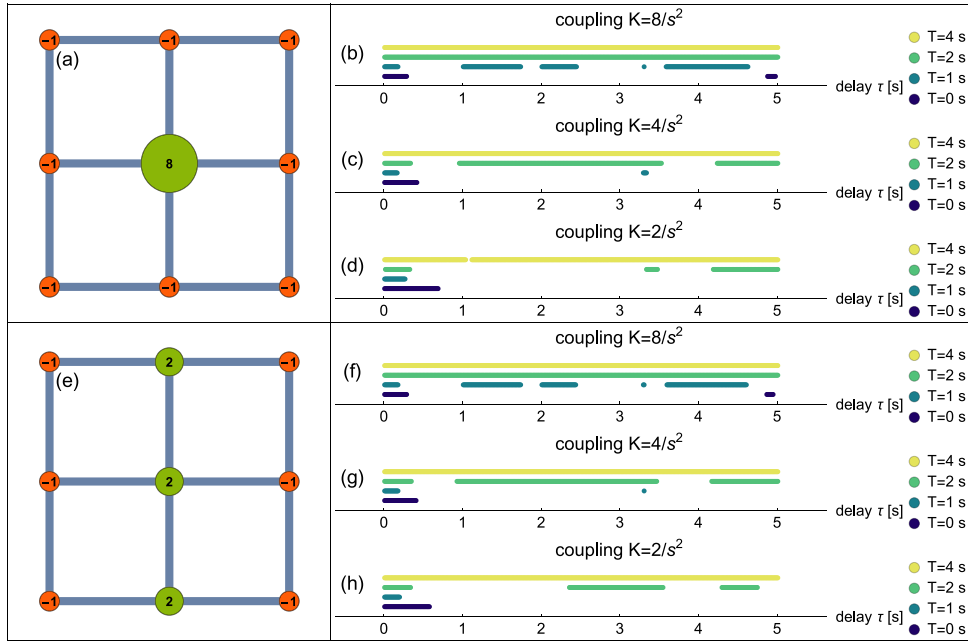 -1 -1 -1
(a)
-1 8 -1
-1 -1 -1
coupling K=8/s²
(b)
0 1 2 3 4 5
delay τ [s]
T=4 s
T=2 s
T=1 s
T=0 s
coupling K=4/s²
(c)
0 1 2 3 4 5
delay τ [s]
T=4 s
T=2 s
T=1 s
T=0 s
coupling K=2/s²
(d)
0 1 2 3 4 5
delay τ [s]
T=4 s
T=2 s
T=1 s
T=0 s
-1 2 -1
(e)
-1 2 -1
-1 2 -1
coupling K=8/s²
(f)
0 1 2 3 4 5
delay τ [s]
T=4 s
T=2 s
T=1 s
T=0 s
coupling K=4/s²
(g)
0 1 2 3 4 5
delay τ [s]
T=4 s
T=2 s
T=1 s
T=0 s
coupling K=2/s²
(h)
0 1 2 3 4 5
delay τ [s]
T=4 s
T=2 s
T=1 s
T=0 s